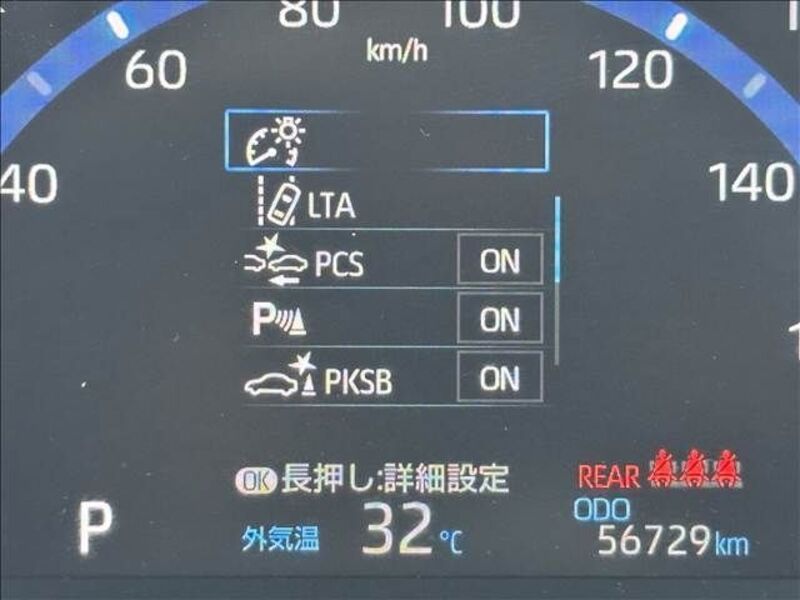 80 100
km/h
60 120
40 140
LTA
PCS ON
P ON
PKSB ON
OK 長押し:詳細設定
REAR
ODO
P 外気温 32℃
56729km